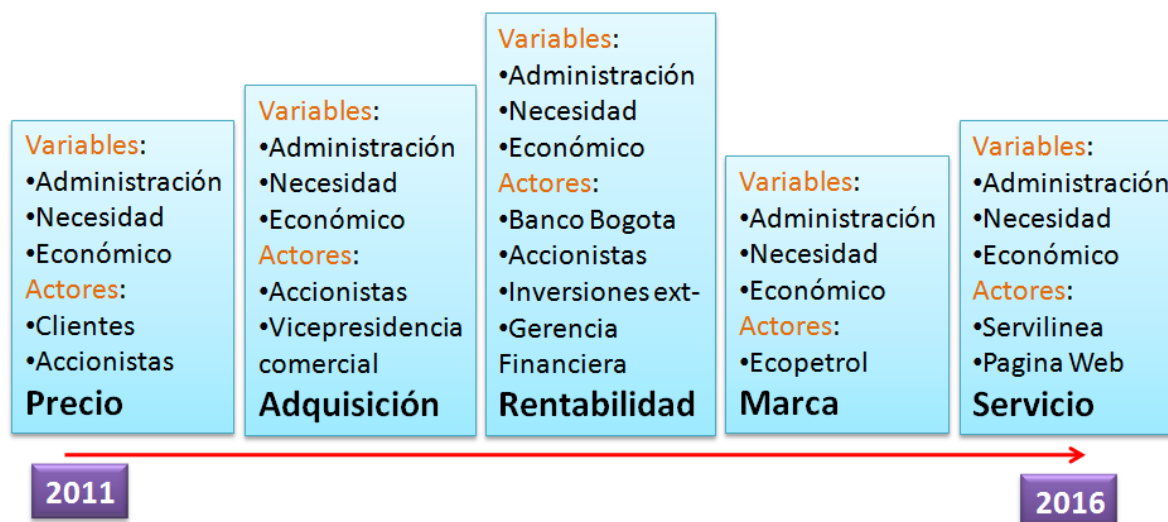 Variables:
•Administración
•Necesidad
•Económico
Actores:
•Clientes
•Accionistas
Precio
Variables:
•Administración
•Necesidad
•Económico
Actores:
•Accionistas
•Vicepresidencia
comercial
Adquisición
Variables:
•Administración
•Necesidad
•Económico
Actores:
•Banco Bogota
•Accionistas
•Inversiones ext-
•Gerencia
Financiera
Rentabilidad
Variables:
•Administración
•Necesidad
•Económico
Actores:
•Ecopetrol
Marca
Variables:
•Administración
•Necesidad
•Económico
Actores:
•Servilinea
•Pagina Web
Servicio
2011
2016